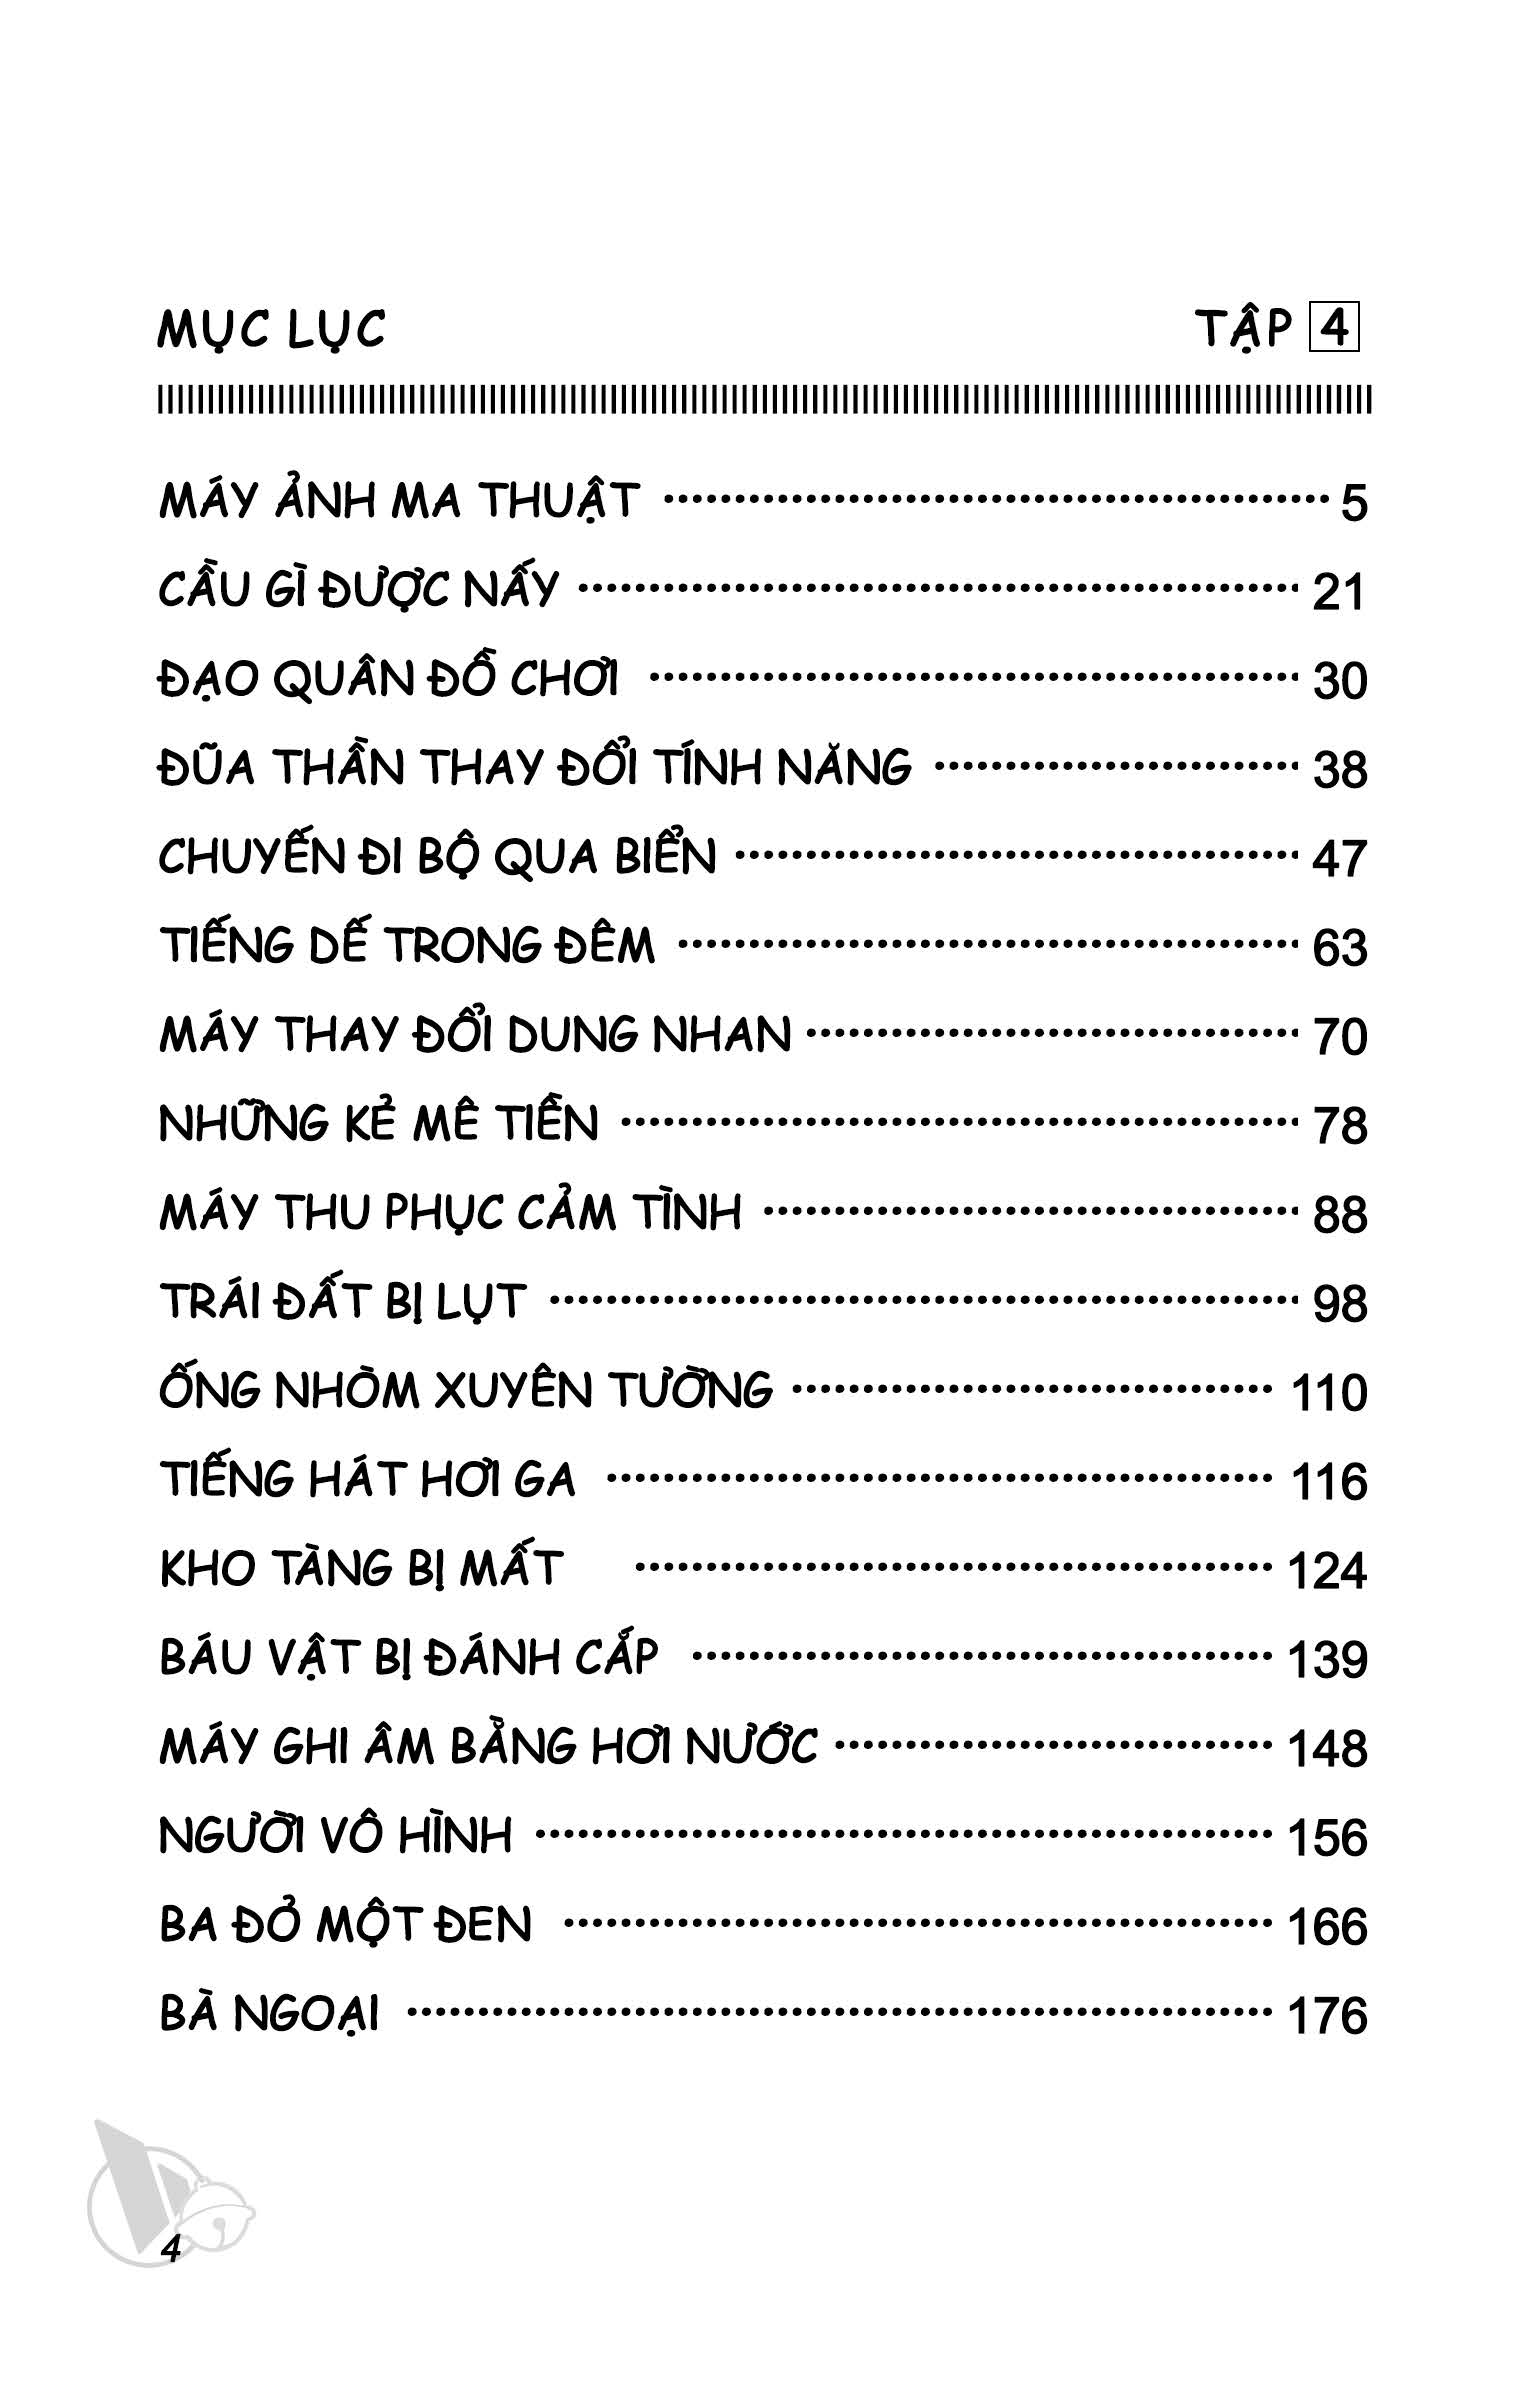 MỤC LỤC TẬP 4
MÁY ẢNH MA THUẬT 5
CẦU GÌ ĐƯỢC NẤY 21
ĐẠO QUÂN ĐỒ CHƠI 30
ĐŨA THẦN THAY ĐỔI TÍNH NĂNG 38
CHUYẾN ĐI BỘ QUA BIỂN 47
TIẾNG DẾ TRONG ĐÊM 63
MÁY THAY ĐỔI DUNG NHAN 70
NHỮNG KẺ MÊ TIỀN 78
MÁY THU PHỤC CẢM TÌNH 88
TRÁI ĐẤT BỊ LỤT 98
ỐNG NHÒM XUYÊN TƯỜNG 110
TIẾNG HÁT HƠI GA 116
KHO TÀNG BỊ MẤT 124
BÁU VẬT BỊ ĐÁNH CẮP 139
MÁY GHI ÂM BẰNG HƠI NƯỚC 148
NGƯỜI VÔ HÌNH 156
BA ĐỎ MỘT ĐEN 166
BÀ NGOẠI 176
4